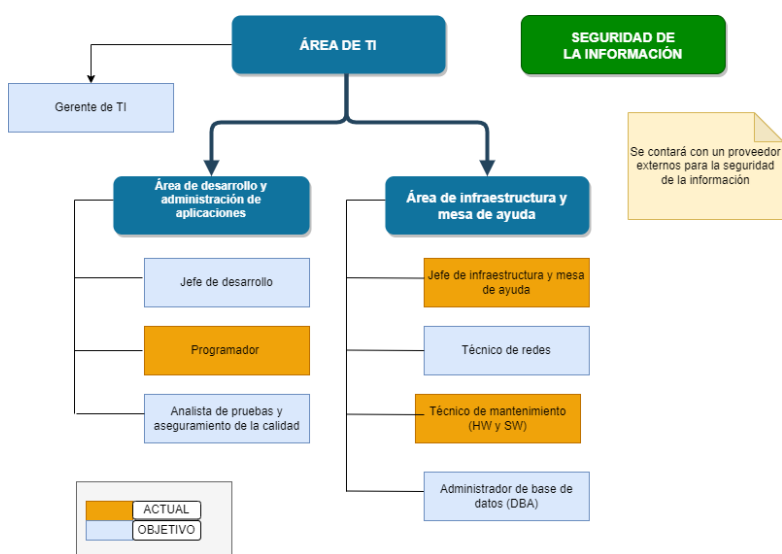 ÁREA DE TI
SEGURIDAD DE
LA INFORMACIÓN
Gerente de TI
Se contará con un proveedor
externos para la seguridad
de la información
Área de desarrollo y
administración de
aplicaciones
Área de infraestructura y
mesa de ayuda
Jefe de desarrollo
Jefe de infraestructura y mesa
de ayuda
Programador
Técnico de redes
Analista de pruebas y
aseguramiento de la calidad
Técnico de mantenimiento
(HW y SW)
Administrador de base de
datos (DBA)
ACTUAL
OBJETIVO